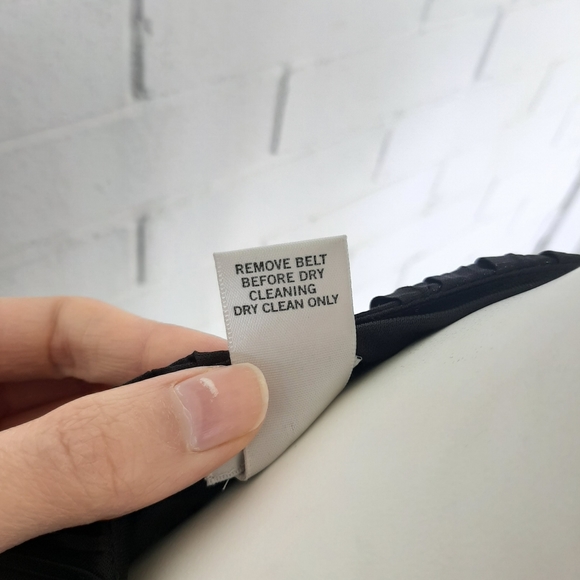 REMOVE BELT
BEFORE DRY
CLEANING
DRY CLEAN ONLY